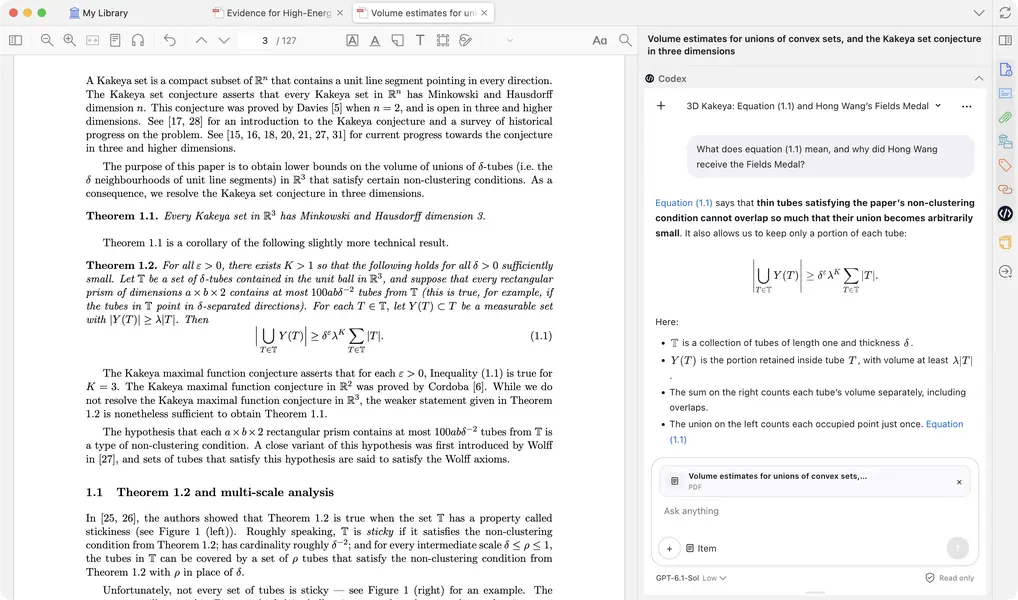 My Library
Evidence for High-Energ
Volume estimates for un
3 / 127
Aa
A Kakeya set is a compact subset of ℝⁿ that contains a unit line segment pointing in every direction.
The Kakeya set conjecture asserts that every Kakeya set in ℝⁿ has Minkowski and Hausdorff
dimension n. This conjecture was proved by Davies [5] when n = 2, and is open in three and higher
dimensions. See [17, 28] for an introduction to the Kakeya conjecture and a survey of historical
progress on the problem. See [15, 16, 18, 20, 21, 27, 31] for current progress towards the conjecture
in three and higher dimensions.
The purpose of this paper is to obtain lower bounds on the volume of unions of δ-tubes (i.e. the
δ neighbourhoods of unit line segments) in ℝ³ that satisfy certain non-clustering conditions. As a
consequence, we resolve the Kakeya set conjecture in three dimensions.
Theorem 1.1. Every Kakeya set in ℝ³ has Minkowski and Hausdorff dimension 3.
Theorem 1.1 is a corollary of the following slightly more technical result.
Theorem 1.2. For all ε > 0, there exists K > 1 so that the following holds for all δ > 0 sufficiently
small. Let 𝕋 be a set of δ-tubes contained in the unit ball in ℝ³, and suppose that every rectangular
prism of dimensions a × b × 2 contains at most 100abδ⁻² tubes from 𝕋 (this is true, for example, if
the tubes in 𝕋 point in δ-separated directions). For each T ∈ 𝕋, let Y(T) ⊂ T be a measurable set
with |Y(T)| ≥ λ|T|. Then
|⋃_{T∈𝕋} Y(T)| ≥ δ^ε λ^K ∑_{T∈𝕋} |T|. (1.1)
The Kakeya maximal function conjecture asserts that for each ε > 0, Inequality (1.1) is true for
K = 3. The Kakeya maximal function conjecture in ℝ² was proved by Cordoba [6]. While we do
not resolve the Kakeya maximal function conjecture in ℝ³, the weaker statement given in Theorem
1.2 is nonetheless sufficient to obtain Theorem 1.1.
The hypothesis that each a × b × 2 rectangular prism contains at most 100abδ⁻² tubes from 𝕋 is
a type of non-clustering condition. A close variant of this hypothesis was first introduced by Wolff
in [27], and sets of tubes that satisfy this hypothesis are said to satisfy the Wolff axioms.
1.1 Theorem 1.2 and multi-scale analysis
In [25, 26], the authors showed that Theorem 1.2 is true when the set 𝕋 has a property called
stickiness (see Figure 1 (left)). Roughly speaking, 𝕋 is sticky if it satisfies the non-clustering
condition from Theorem 1.2; has cardinality roughly δ⁻²; and for every intermediate scale δ ≤ ρ ≤ 1,
the tubes in 𝕋 can be covered by a set of ρ tubes that satisfy the non-clustering condition from
Theorem 1.2 with ρ in place of δ.
Unfortunately, not every set of tubes is sticky — see Figure 1 (right) for an example. The
Volume estimates for unions of convex sets, and the Kakeya set conjecture
in three dimensions
Codex
3D Kakeya: Equation (1.1) and Hong Wang's Fields Medal
What does equation (1.1) mean, and why did Hong Wang
receive the Fields Medal?
Equation (1.1) says that thin tubes satisfying the paper's non-clustering
condition cannot overlap so much that their union becomes arbitrarily
small. It also allows us to keep only a portion of each tube:
|⋃_{T∈𝕋} Y(T)| ≥ δ^ε λ^K ∑_{T∈𝕋} |T|.
Here:
• 𝕋 is a collection of tubes of length one and thickness δ.
• Y(T) is the portion retained inside tube T, with volume at least λ|T|
.
• The sum on the right counts each tube's volume separately, including
overlaps.
• The union on the left counts each occupied point just once. Equation
(1.1)
Volume estimates for unions of convex sets,...
PDF
Ask anything
Item
GPT-6.1-Sol Low
Read only